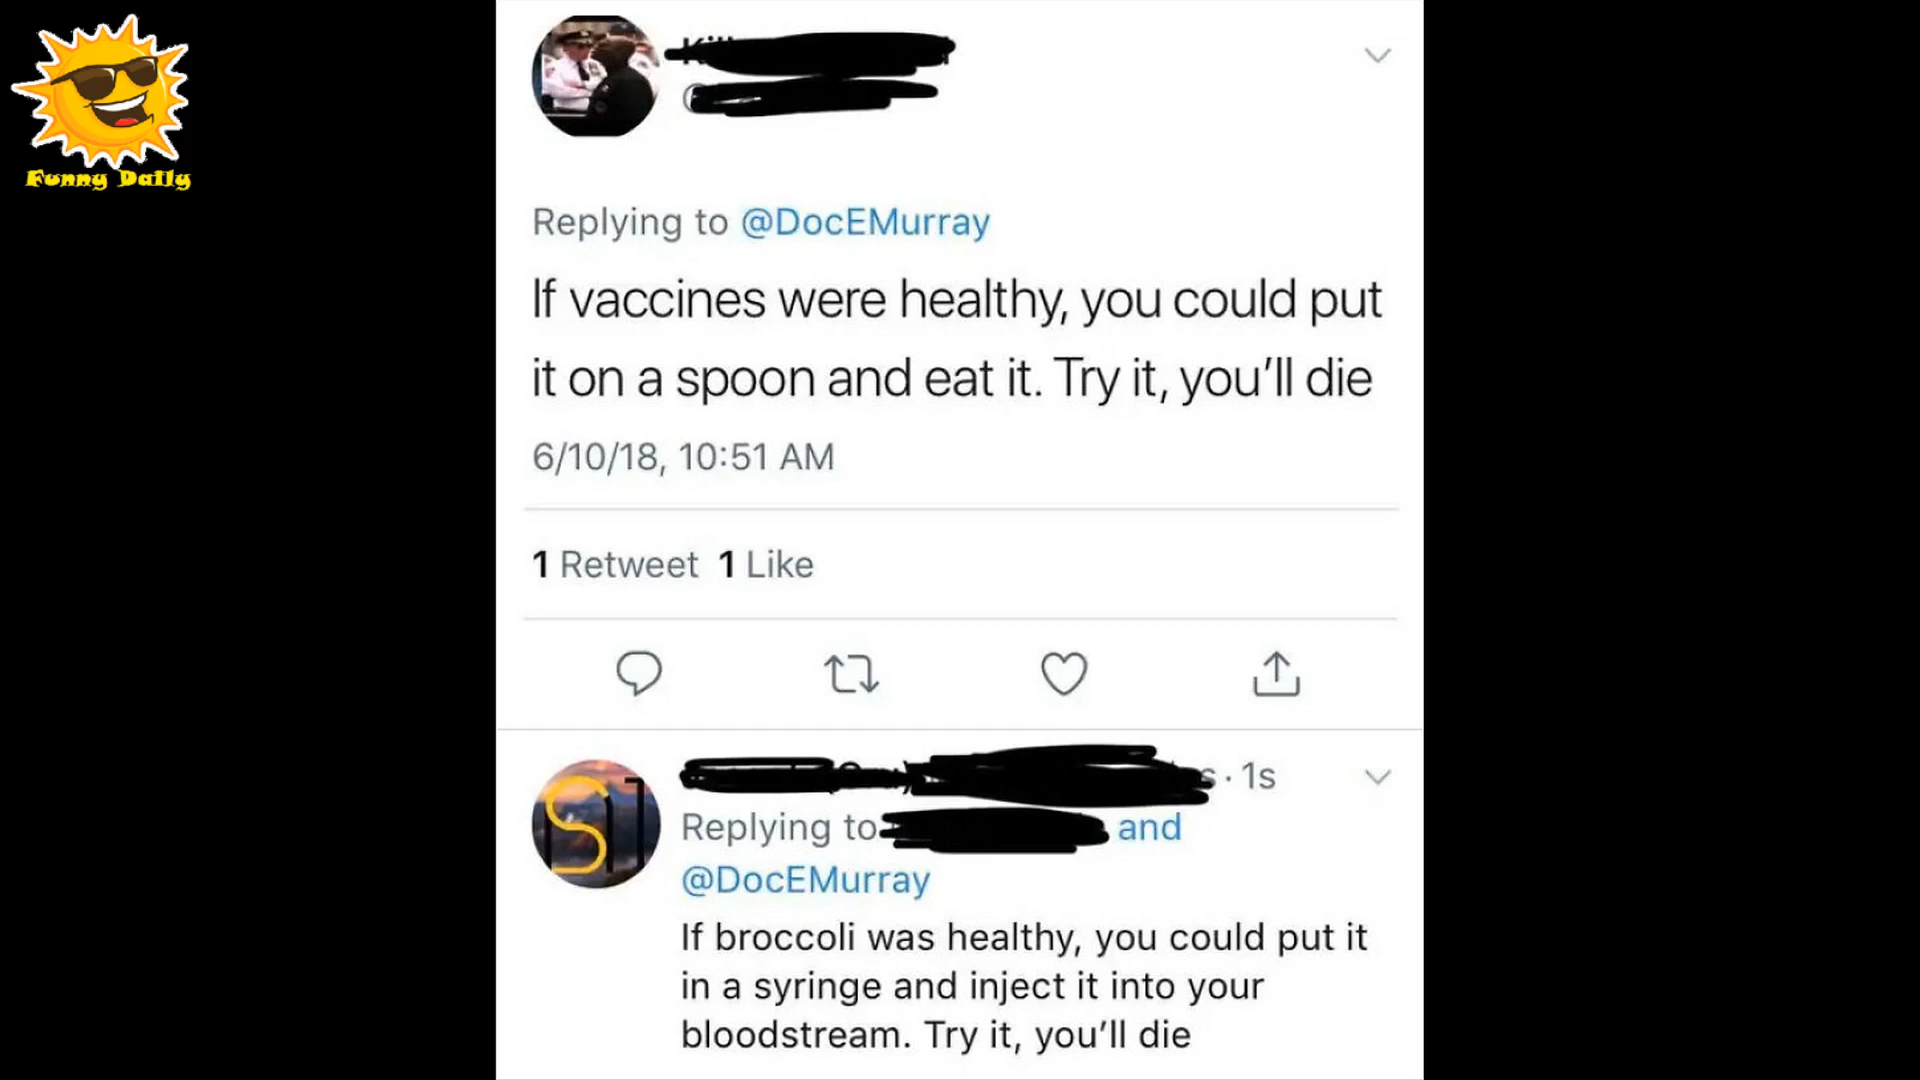 Funny Daily
Replying to @DocEMurray
If vaccines were healthy, you could put
it on a spoon and eat it. Try it, you'll die
6/10/18, 10:51 AM
1 Retweet 1 Like
· 1s
Replying to and
@DocEMurray
If broccoli was healthy, you could put it
in a syringe and inject it into your
bloodstream. Try it, you'll die